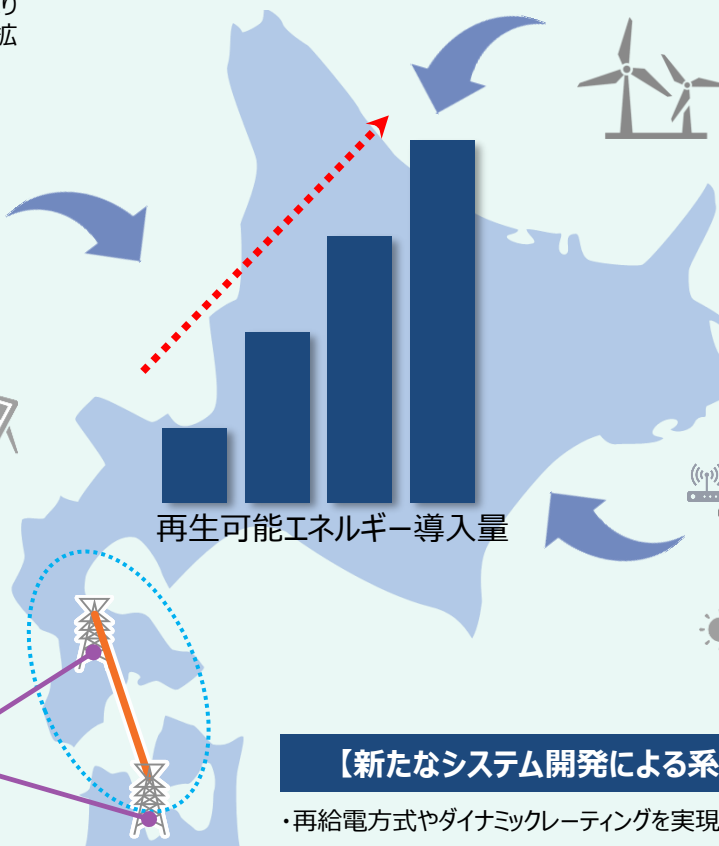 り
拡
再生可能エネルギー導入量
【新たなシステム開発による系
・再給電方式やダイナミックレーティングを実現